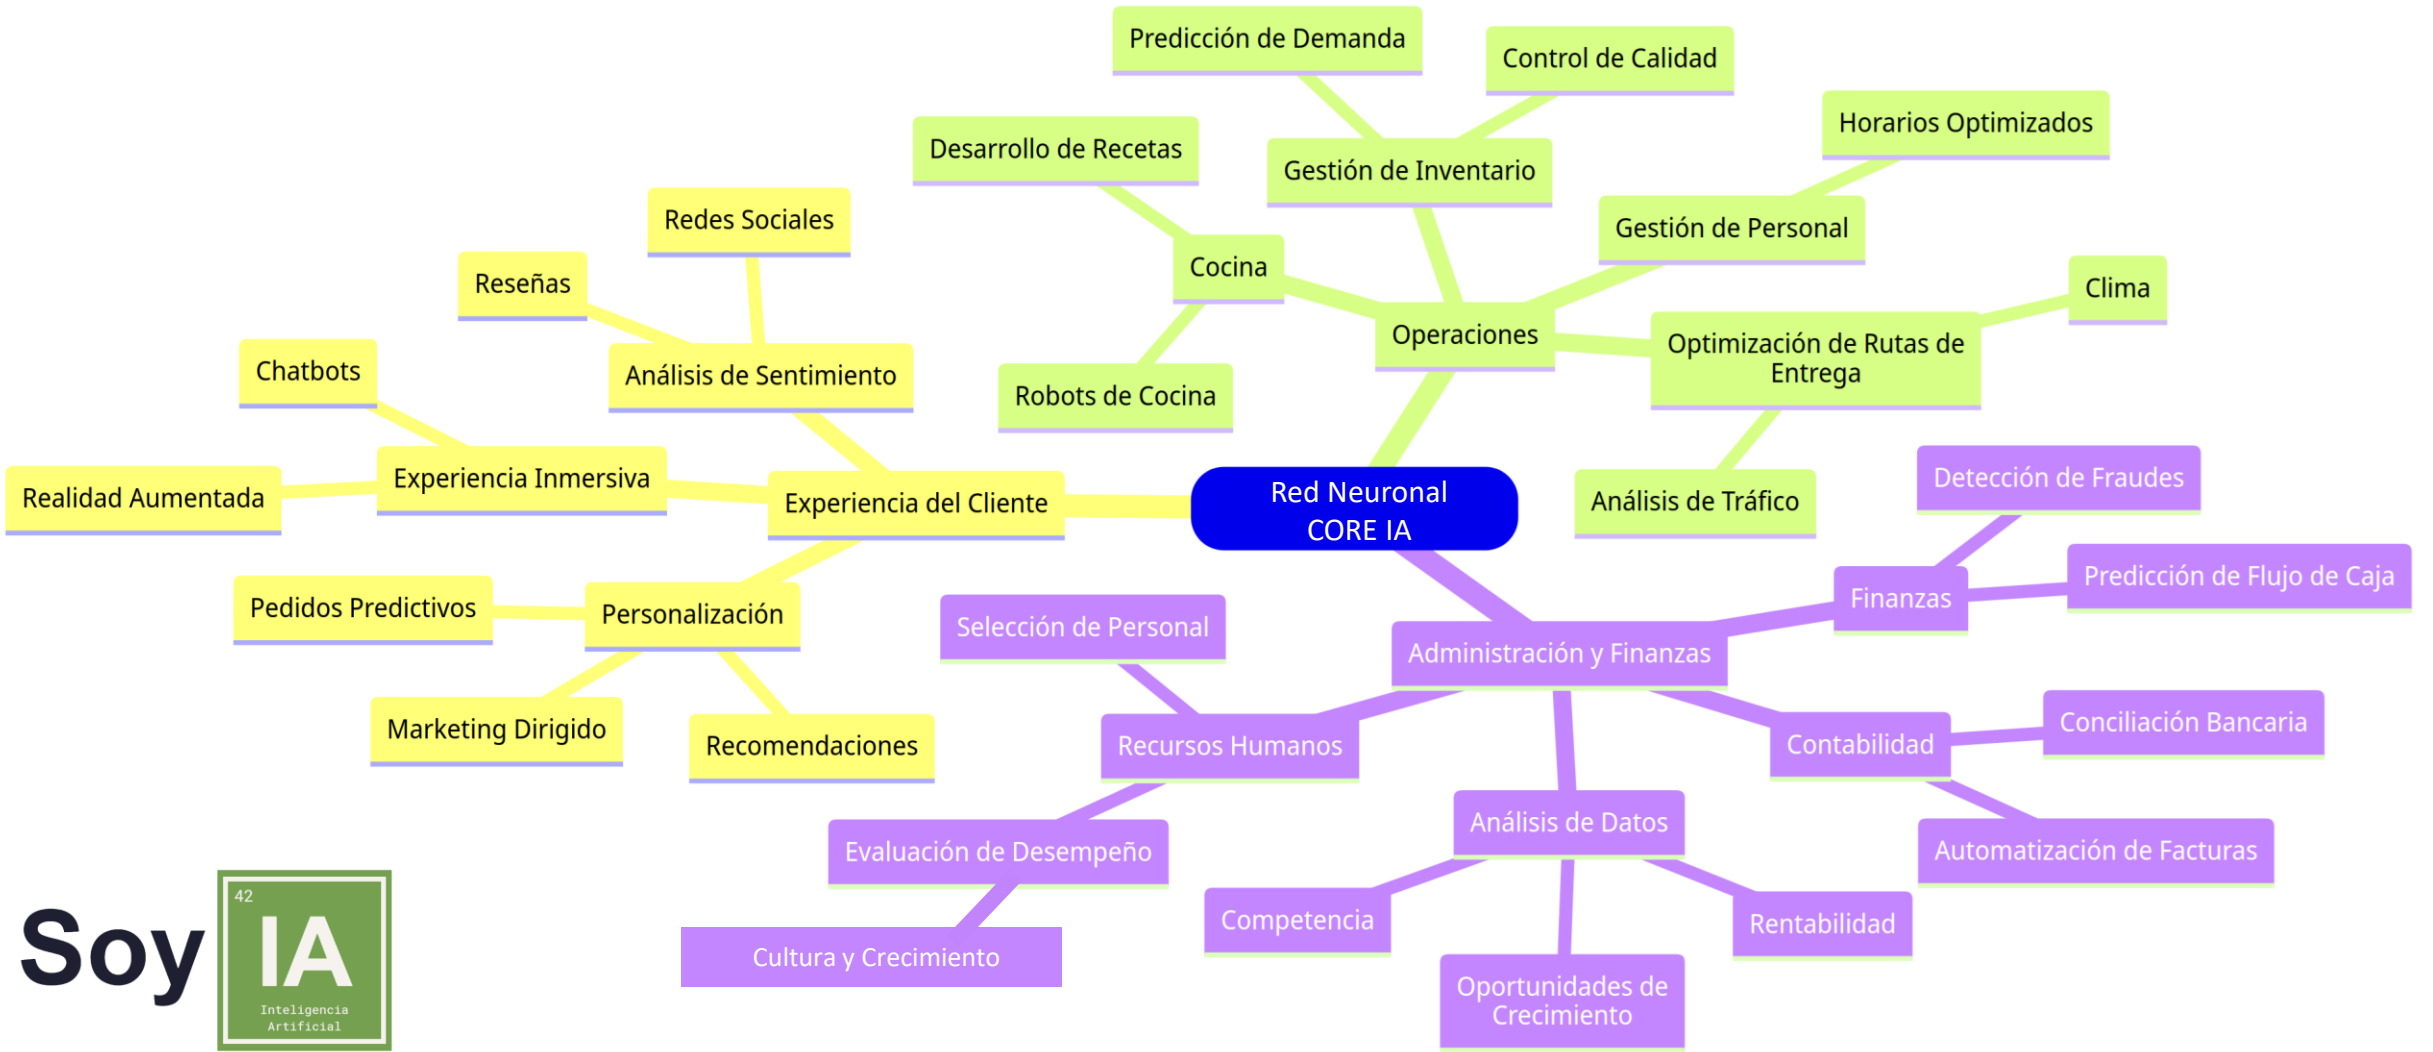 Predicción de Demanda
Control de Calidad
Horarios Optimizados
Desarrollo de Recetas
Gestión de Inventario
Gestión de Personal
Redes Sociales
Cocina
Reseñas
Clima
Operaciones
Optimización de Rutas de
Entrega
Chatbots
Análisis de Sentimiento
Robots de Cocina
Experiencia Inmersiva
Realidad Aumentada
Experiencia del Cliente
Red Neuronal
CORE IA
Análisis de Tráfico
Detección de Fraudes
Predicción de Flujo de Caja
Finanzas
Pedidos Predictivos
Personalización
Selección de Personal
Administración y Finanzas
Marketing Dirigido
Recomendaciones
Recursos Humanos
Contabilidad
Conciliación Bancaria
Análisis de Datos
Evaluación de Desempeño
Automatización de Facturas
Competencia
Rentabilidad
Cultura y Crecimiento
Oportunidades de
Crecimiento
42
Soy IA
Inteligencia
Artificial